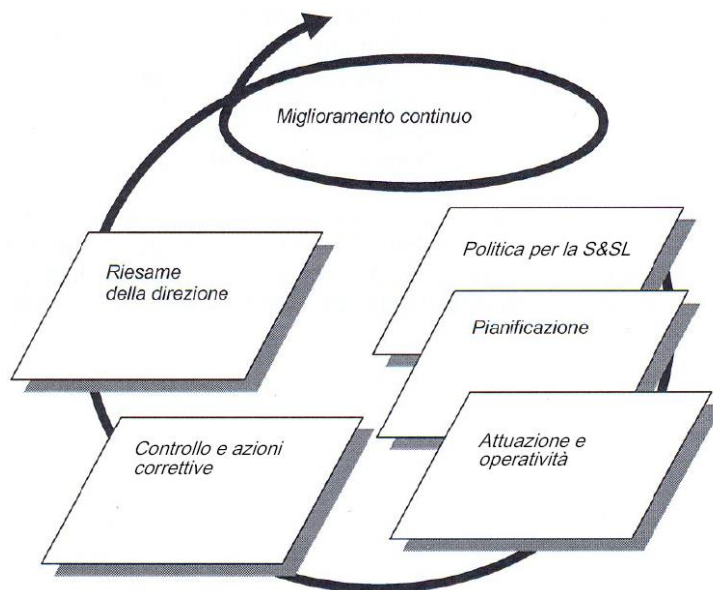 Miglioramento continuo
Politica per la S&SL
Riesame
della direzione
Pianificazione
Attuazione e
operatività
Controllo e azioni
correttive